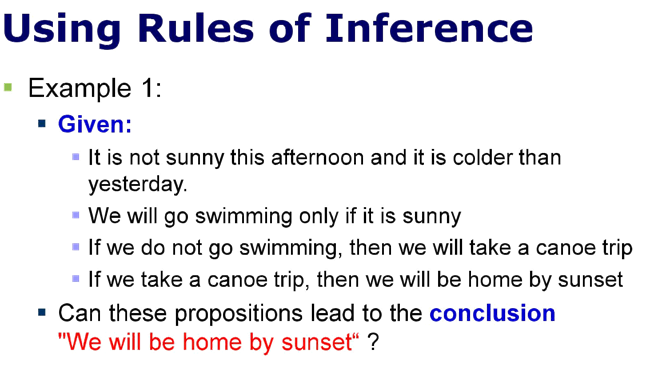 Using Rules of Inference
Example 1:
Given:
It is not sunny this afternoon and it is colder than
yesterday.
We will go swimming only if it is sunny
If we do not go swimming, then we will take a canoe trip
If we take a canoe trip, then we will be home by sunset
Can these propositions lead to the conclusion
"We will be home by sunset“ ?